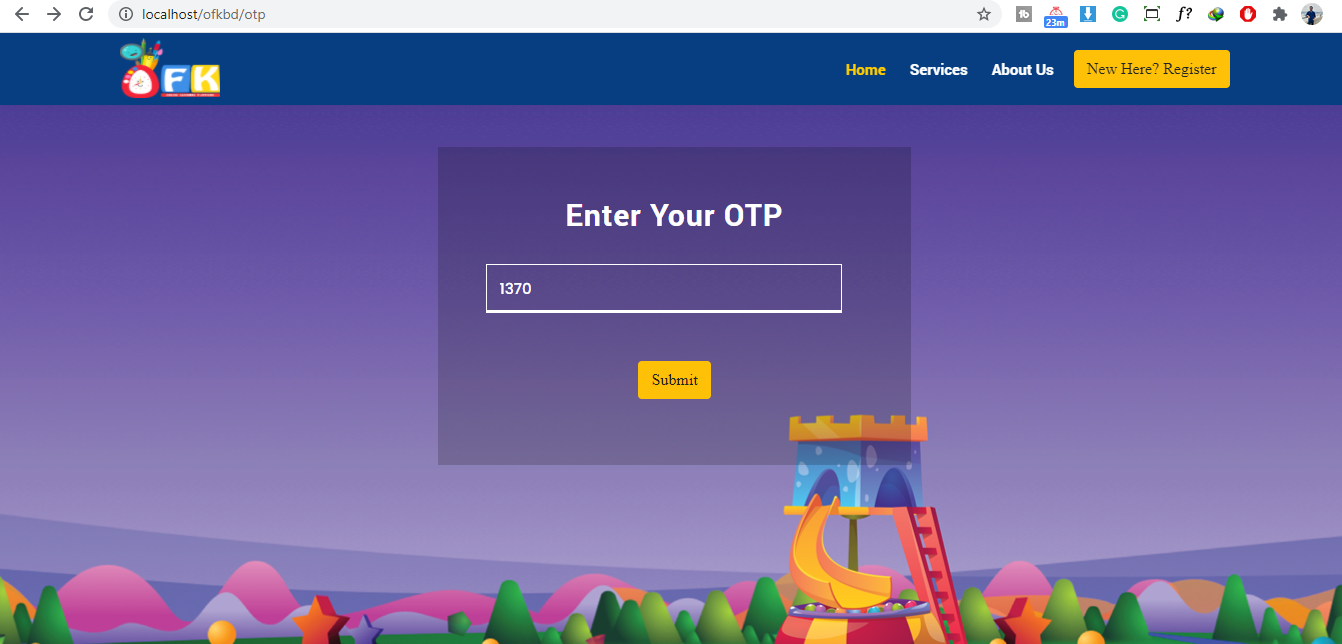 localhost/ofkbd/otp
23m
f?
OFK
Home Services About Us New Here? Register
Enter Your OTP
1370
Submit